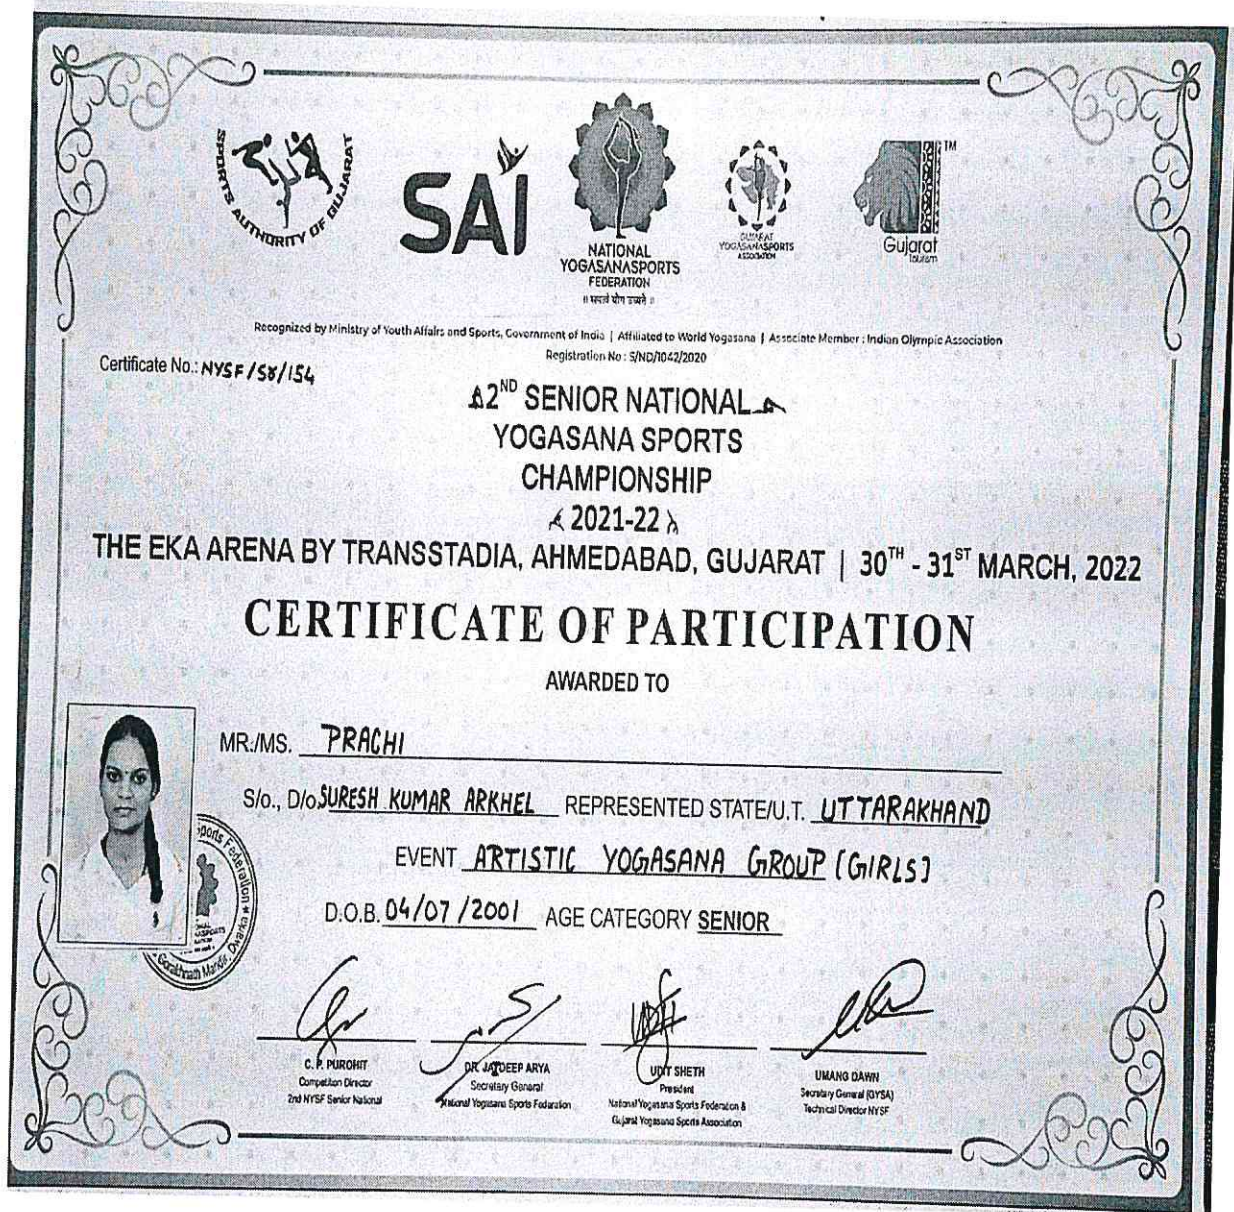 SPORTS AUTHORITY OF GUJARAT
SAI
NATIONAL
YOGASANASPORTS
FEDERATION
GUJARAT
YOGASANASPORTS
ASSOCIATION
TM
Gujarat
tourism
Recognized by Ministry of Youth Affairs and Sports, Government of India | Affiliated to World Yogasana | Associate Member : Indian Olympic Association
Registration No : S/ND/1042/2020
Certificate No.: NYSF/S8/154
2ND SENIOR NATIONAL
YOGASANA SPORTS
CHAMPIONSHIP
2021-22
THE EKA ARENA BY TRANSSTADIA, AHMEDABAD, GUJARAT | 30TH - 31ST MARCH, 2022
CERTIFICATE OF PARTICIPATION
AWARDED TO
MR./MS. PRACHI
S/o., D/o SURESH KUMAR ARKHEL REPRESENTED STATE/U.T. UTTARAKHAND
EVENT ARTISTIC YOGASANA GROUP (GIRLS)
D.O.B. 04/07/2001 AGE CATEGORY SENIOR
ports Federation
Gorakhnath Mandir, Dwarka
C. P. PUROHIT
Competition Director
2nd NYSF Senior National
DR. JAYDEEP ARYA
Secretary General
National Yogasana Sports Federation
UDIT SHETH
President
National Yogasana Sports Federation &
Gujarat Yogasana Sports Association
UMANG DAWN
Secretary General (GYSA)
Technical Director NYSF